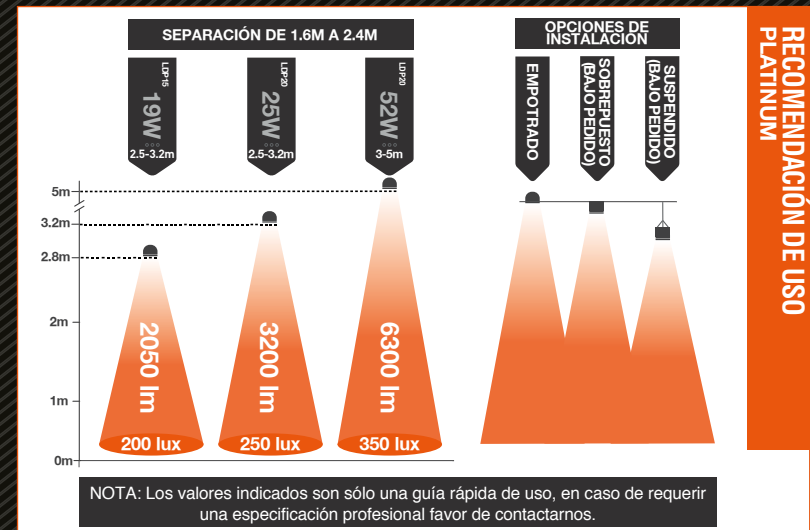 SEPARACIÓN DE 1.6M A 2.4M
LDP-15
19W
2.5-3.2m
LDP20
25W
2.5-3.2m
LDP20
52W
3-5m
5m
3.2m
2.8m
2m
1m
0m
2050 lm
200 lux
3200 lm
250 lux
6300 lm
350 lux
OPCIONES DE
INSTALACIÓN
EMPOTRADO
SOBREPUESTO
(BAJO PEDIDO)
SUSPENDIDO
(BAJO PEDIDO)
RECOMENDACIÓN DE USO
PLATINUM
NOTA: Los valores indicados son sólo una guía rápida de uso, en caso de requerir
una especificación profesional favor de contactarnos.